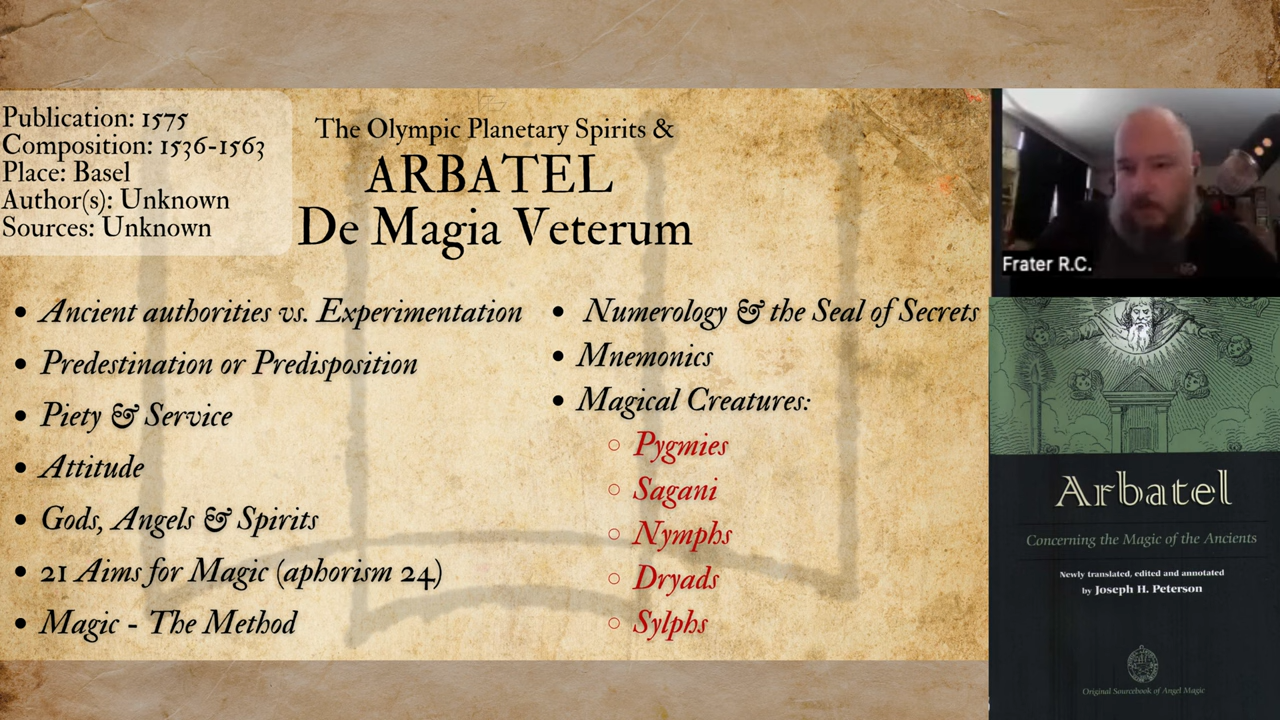 Publication: 1575
Composition: 1536-1563
Place: Basel
Author(s): Unknown
Sources: Unknown
The Olympic Planetary Spirits &
ARBATEL
De Magia Veterum
• Ancient authorities vs. Experimentation
• Predestination or Predisposition
• Piety & Service
• Attitude
• Gods, Angels & Spirits
• 21 Aims for Magic (aphorism 24)
• Magic - The Method
• Numerology & the Seal of Secrets
• Mnemonics
• Magical Creatures:
○ Pygmies
○ Sagani
○ Nymphs
○ Dryads
○ Sylphs
Frater R.C.
Arbatel
Concerning the Magic of the Ancients
Newly translated, edited and annotated
by Joseph H. Peterson
Original Sourcebook of Angel Magic